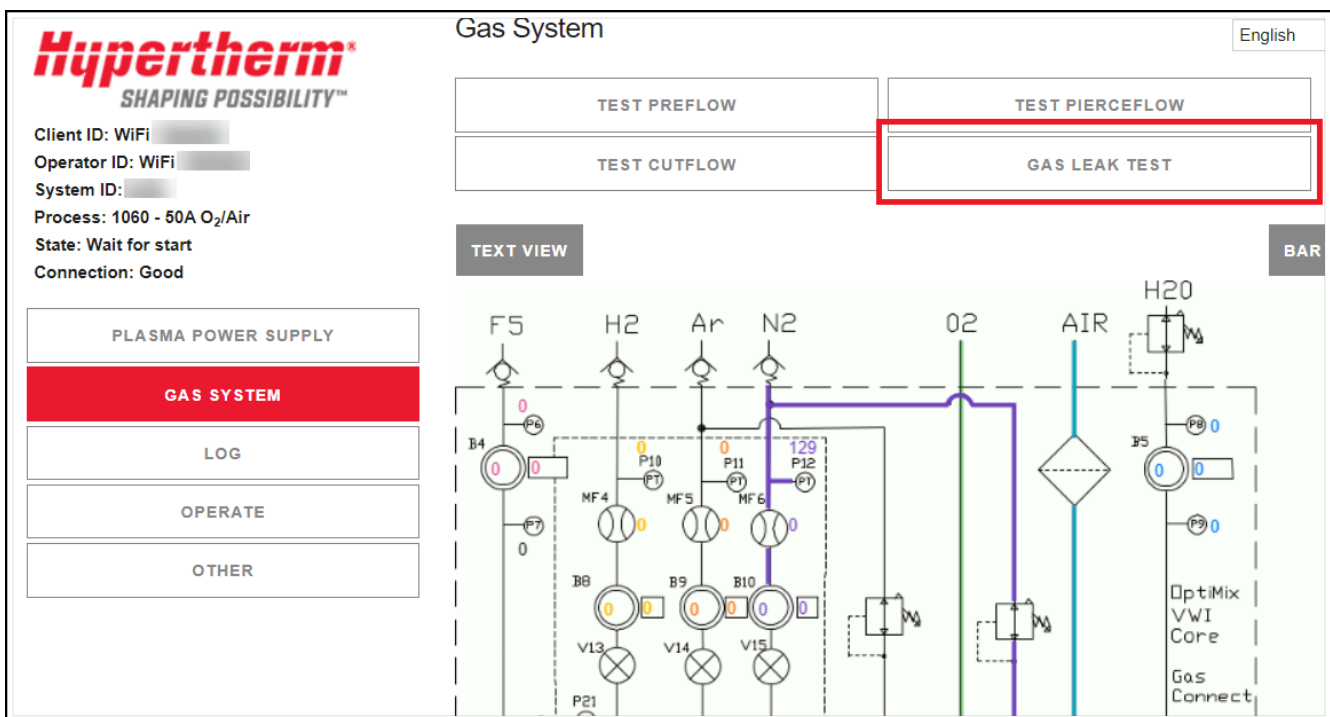 Gas System
English
Hypertherm®
SHAPING POSSIBILITY™
TEST PREFLOW
TEST PIERCEFLOW
TEST CUTFLOW
GAS LEAK TEST
Client ID: WiFi
Operator ID: WiFi
System ID:
Process: 1060 - 50A O₂/Air
State: Wait for start
Connection: Good
PLASMA POWER SUPPLY
GAS SYSTEM
LOG
OPERATE
OTHER
TEXT VIEW
BAR
H2O
F5 H2 Ar N2 O2 AIR
0
P6
B4
0 0
P7
0
0 0 129
P10 P11 P12
PT PT PT
MF4 MF5 MF6
0 0 0
B8 B9 B10
0 0 0 0 0 0
V13 V14 V15
P21
P8 0
B5
0 0
P9 0
OptiMix
VWI
Core
Gas
Connect